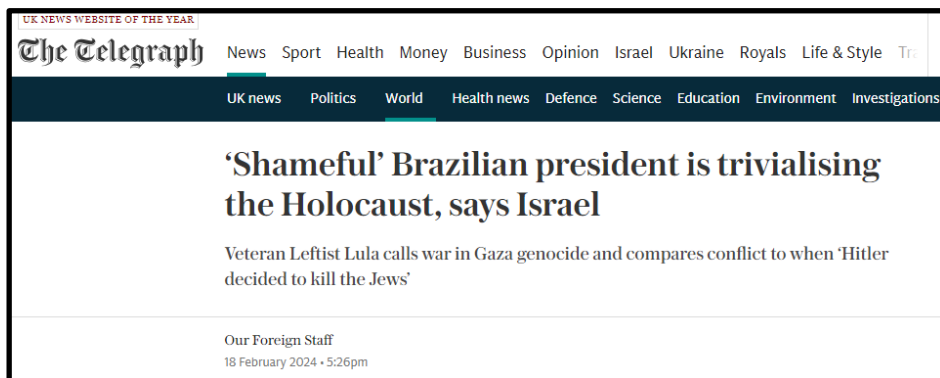 UK NEWS WEBSITE OF THE YEAR
The Telegraph
News Sport Health Money Business Opinion Israel Ukraine Royals Life & Style
UK news Politics World Health news Defence Science Education Environment Investigations
‘Shameful’ Brazilian president is trivialising
the Holocaust, says Israel
Veteran Leftist Lula calls war in Gaza genocide and compares conflict to when ‘Hitler
decided to kill the Jews’
Our Foreign Staff
18 February 2024 • 5:26pm